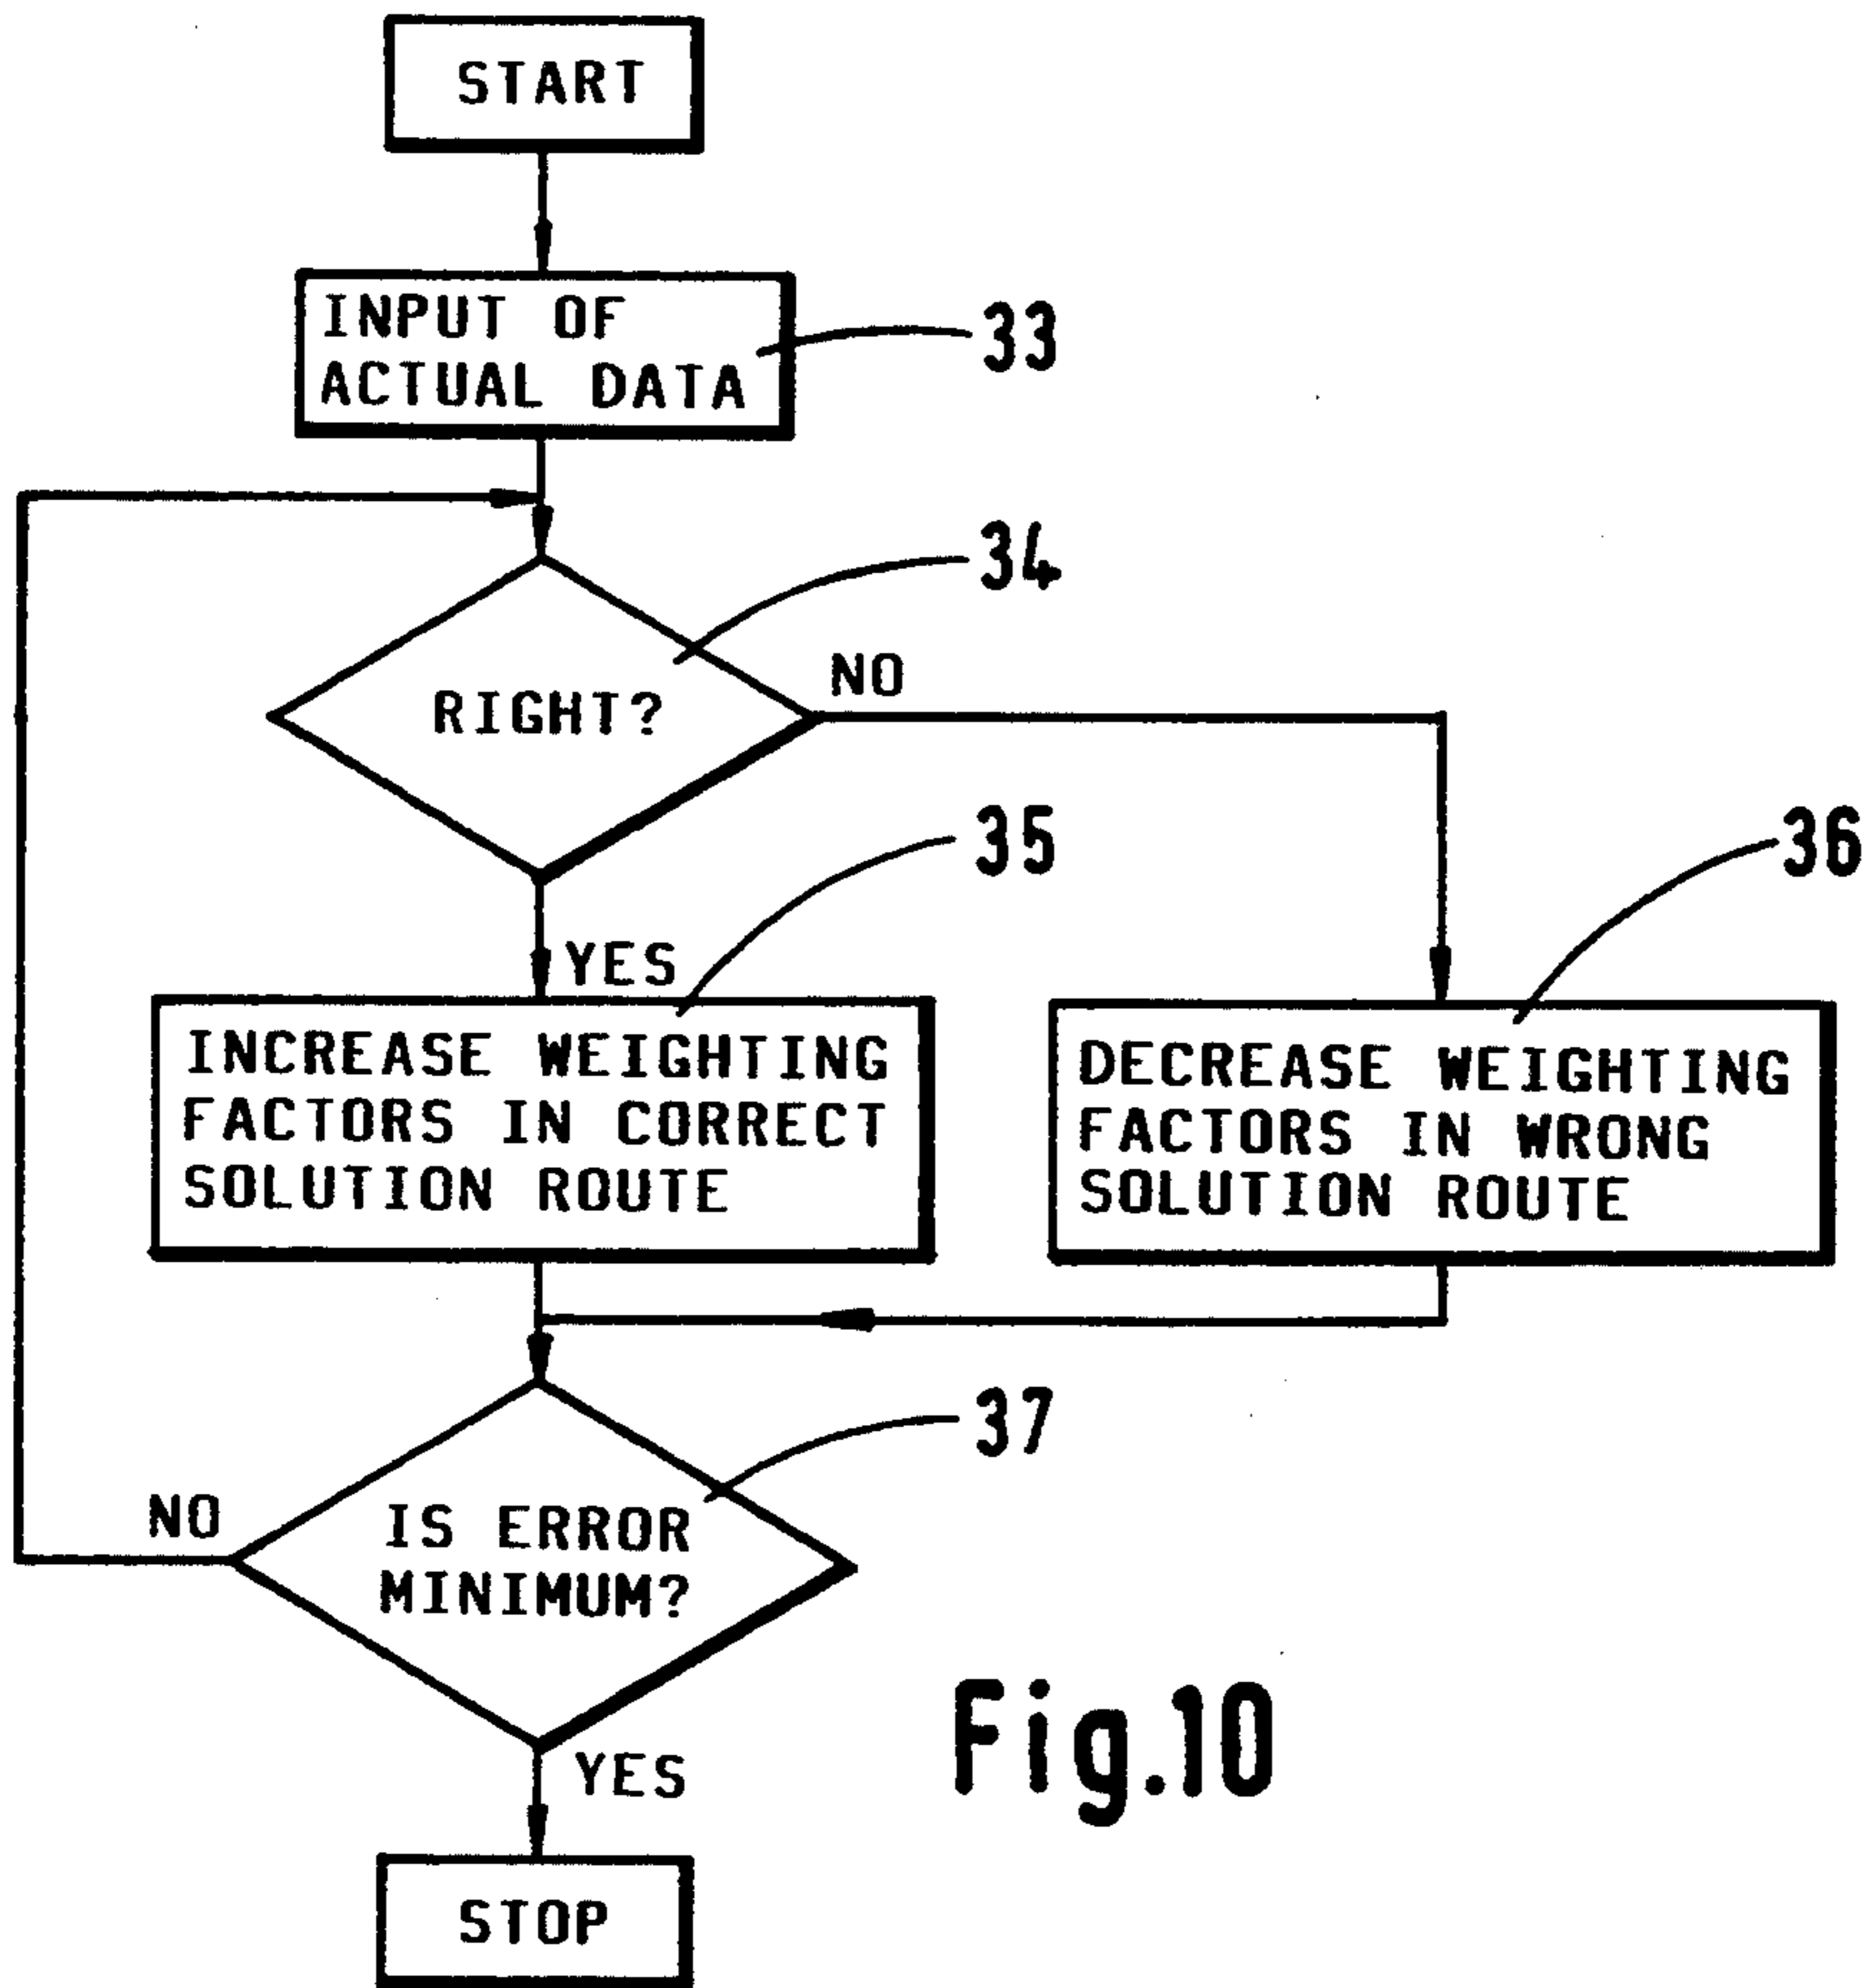 START
INPUT OF
ACTUAL DATA
33
34
RIGHT?
NO
35
36
YES
INCREASE WEIGHTING
FACTORS IN CORRECT
SOLUTION ROUTE
DECREASE WEIGHTING
FACTORS IN WRONG
SOLUTION ROUTE
37
NO
IS ERROR
MINIMUM?
YES
Fig.10
STOP